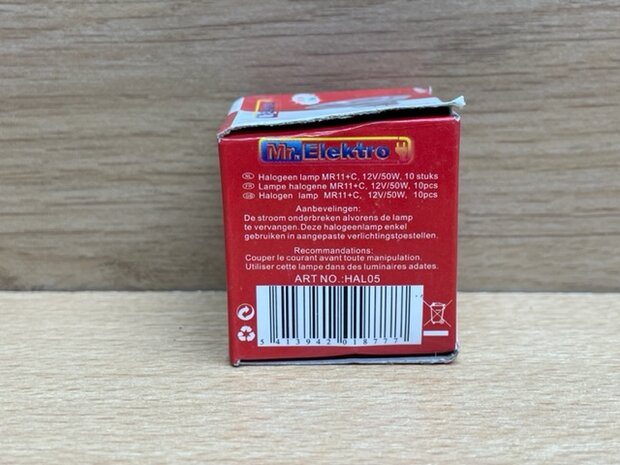 Mr. Elektro
NL Halogeen lamp MR11+C, 12V/50W, 10 stuks
FR Lampe halogene MR11+C, 12V/50W, 10pcs
GB Halogen lamp MR11+C, 12V/50W, 10pcs
Aanbevelingen:
De stroom onderbreken alvorens de lamp
te vervangen.Deze halogeenlamp enkel
gebruiken in aangepaste verlichtingstoestellen.
Recommandations:
Couper le courant avant toute manipulation.
Utiliser cette lampe dans des luminaires adates.
ART NO.:HAL05
5 413942 018777